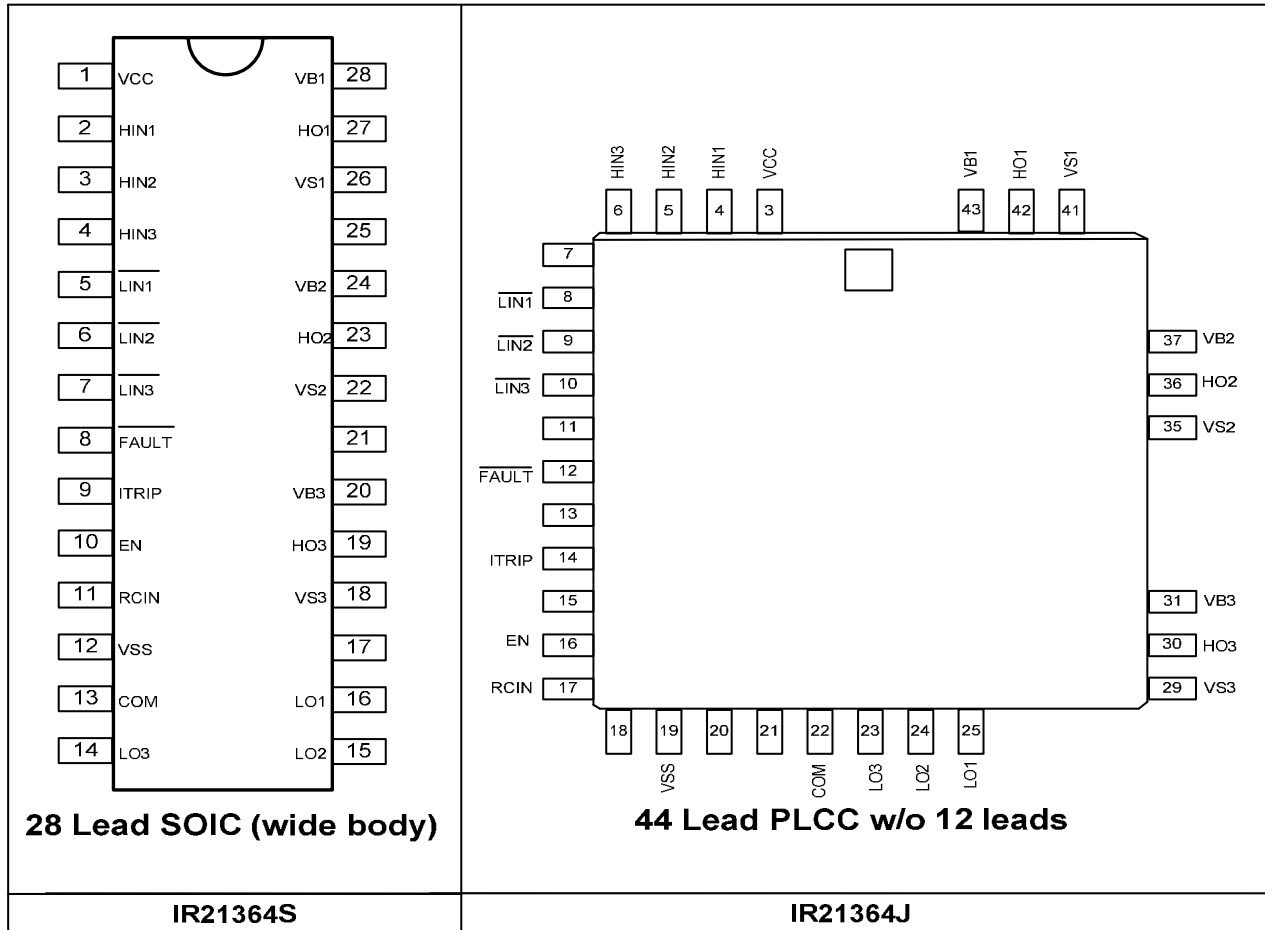 1 VCC VB1 28
2 HIN1 HO1 27
3 HIN2 VS1 26
4 HIN3 25
5 LIN1 VB2 24
6 LIN2 HO2 23
7 LIN3 VS2 22
8 FAULT 21
9 ITRIP VB3 20
10 EN HO3 19
11 RCIN VS3 18
12 VSS 17
13 COM LO1 16
14 LO3 LO2 15
28 Lead SOIC (wide body)
IR21364S
HIN3 HIN2 HIN1 VCC VB1 HO1 VS1
6 5 4 3 43 42 41
7
LIN1 8
LIN2 9 37 VB2
LIN3 10 36 HO2
11 35 VS2
FAULT 12
13
ITRIP 14
15 31 VB3
EN 16 30 HO3
RCIN 17 29 VS3
18 19 20 21 22 23 24 25
VSS COM LO3 LO2 LO1
44 Lead PLCC w/o 12 leads
IR21364J